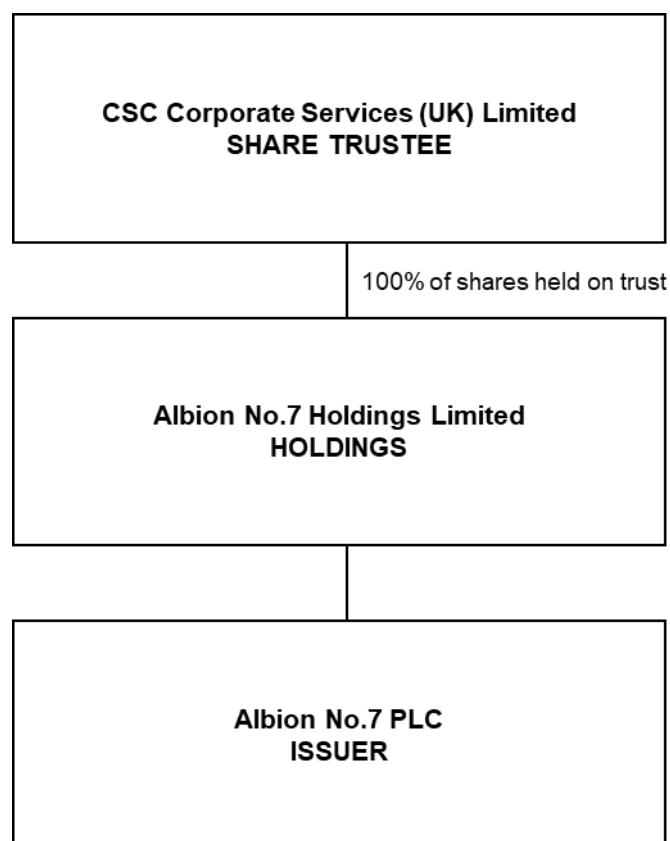 CSC Corporate Services (UK) Limited
SHARE TRUSTEE
100% of shares held on trust
Albion No.7 Holdings Limited
HOLDINGS
Albion No.7 PLC
ISSUER